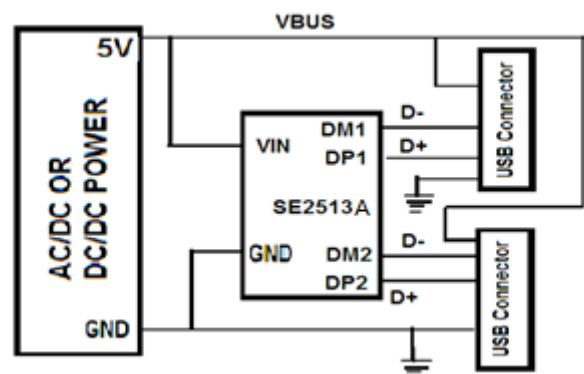 VBUS
5V
AC/DC OR
DC/DC POWER
GND
VIN
DM1
DP1
SE2513A
GND
DM2
DP2
D-
D+
USB Connector
D-
D+
USB Connector